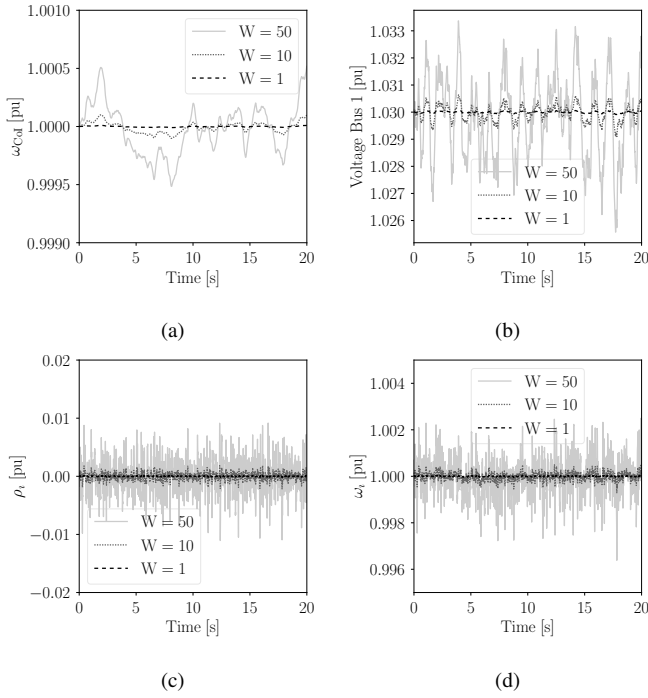 1.0010
1.0005
1.0000
0.9995
0.9990
ω_CoI [pu]
W = 50
W = 10
W = 1
0 5 10 15 20
Time [s]
(a)
1.033
1.032
1.031
1.030
1.029
1.028
1.027
1.026
Voltage Bus 1 [pu]
W = 50
W = 10
W = 1
0 5 10 15 20
Time [s]
(b)
0.02
0.01
0.00
−0.01
−0.02
ρ_ι [pu]
W = 50
W = 10
W = 1
0 5 10 15 20
Time [s]
(c)
1.004
1.002
1.000
0.998
0.996
ω_ι [pu]
W = 50
W = 10
W = 1
0 5 10 15 20
Time [s]
(d)